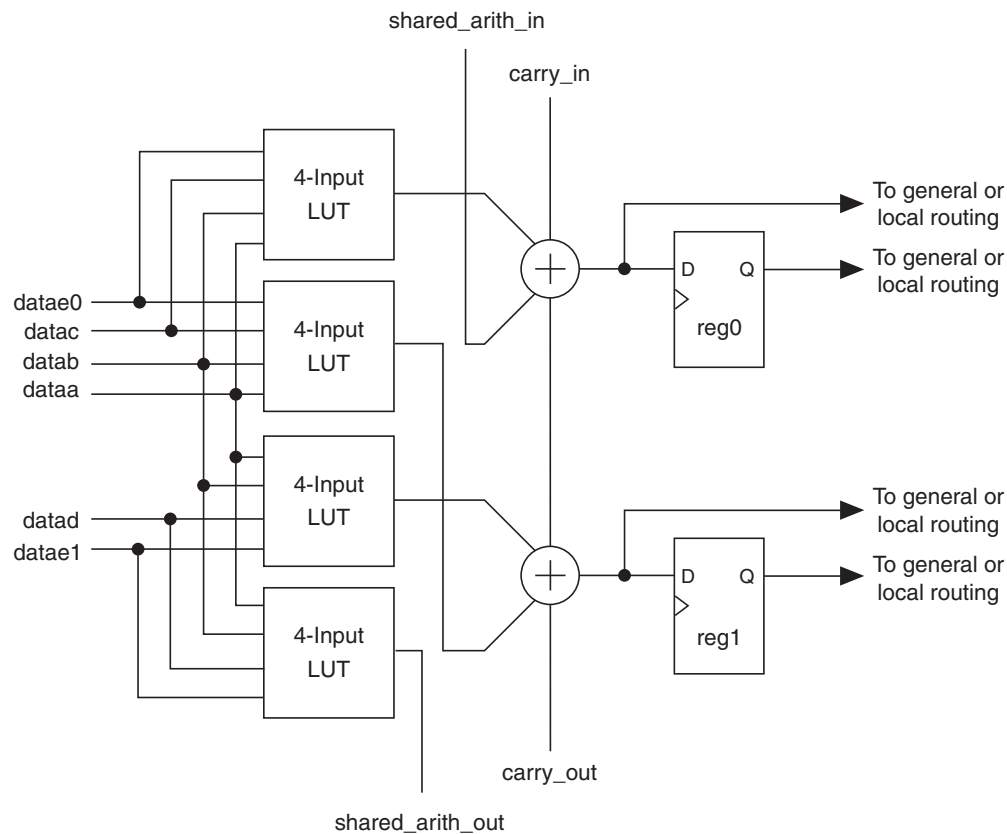 shared_arith_in
carry_in
4-Input
LUT
To general or
local routing
D Q
reg0
To general or
local routing
datae0
datac
datab
dataa
4-Input
LUT
4-Input
LUT
datad
datae1
To general or
local routing
D Q
reg1
To general or
local routing
4-Input
LUT
carry_out
shared_arith_out